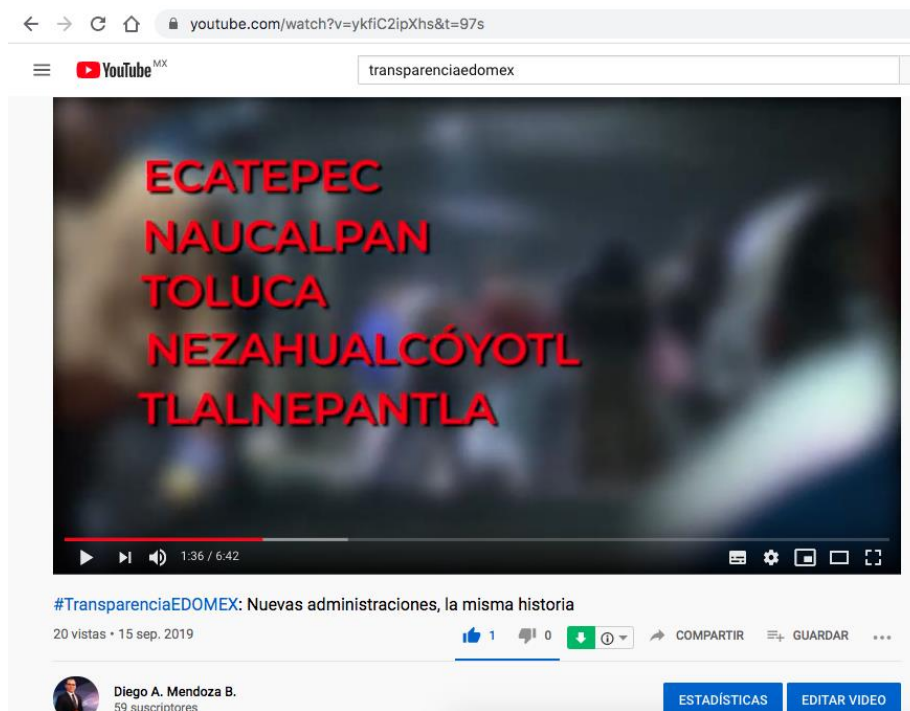 youtube.com/watch?v=ykfiC2ipXhs&t=97s
YouTube MX
transparenciaedomex
ECATEPEC
NAUCALPAN
TOLUCA
NEZAHUALCÓYOTL
TLALNEPANTLA
1:36 / 6:42
#TransparenciaEDOMEX: Nuevas administraciones, la misma historia
20 vistas • 15 sep. 2019 1 0 COMPARTIR GUARDAR
Diego A. Mendoza B.
59 suscriptores
ESTADÍSTICAS EDITAR VIDEO